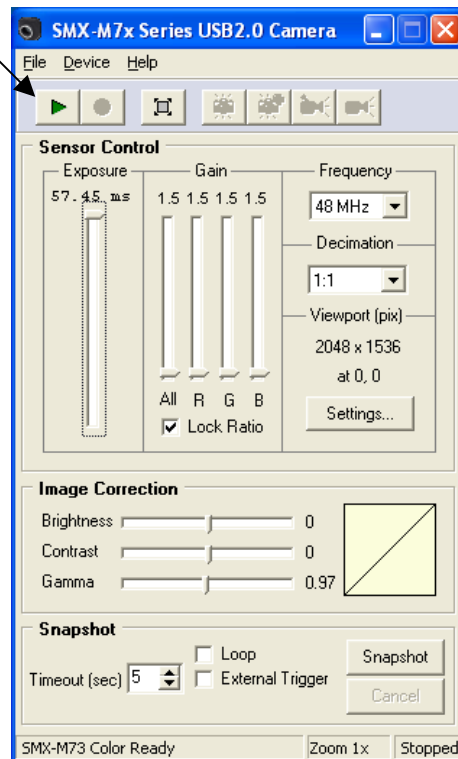 SMX-M7x Series USB2.0 Camera
File Device Help
Sensor Control
Exposure
57.45 ms
Gain
1.5 1.5 1.5 1.5
All R G B
Lock Ratio
Frequency
48 MHz
Decimation
1:1
Viewport (pix)
2048 x 1536
at 0, 0
Settings...
Image Correction
Brightness 0
Contrast 0
Gamma 0.97
Snapshot
Timeout (sec) 5
Loop
External Trigger
Snapshot
Cancel
SMX-M73 Color Ready Zoom 1x Stopped